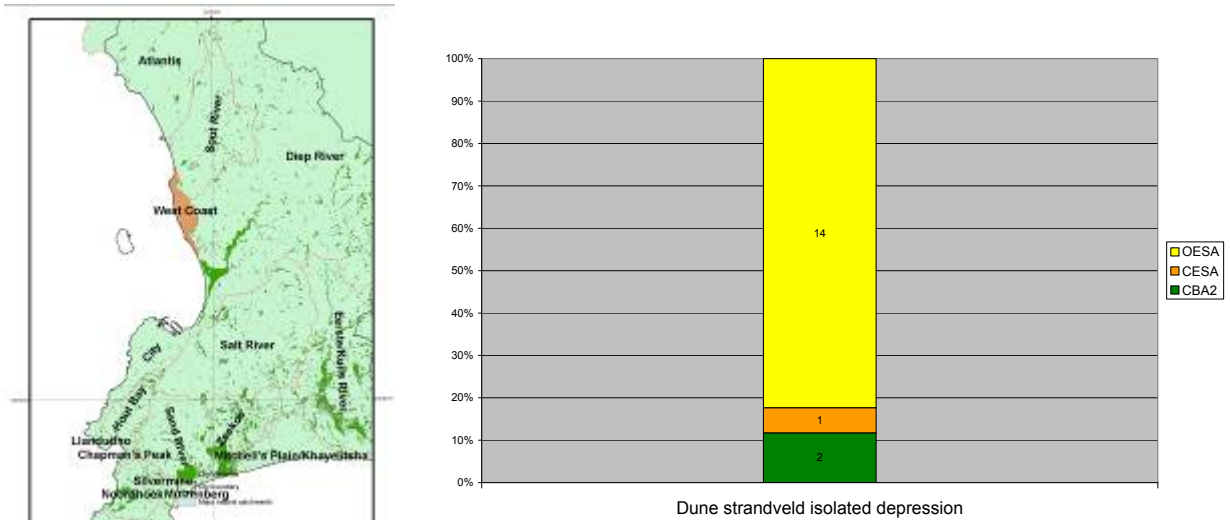 Atlantis
Sout River
Diep River
West Coast
Salt River
City
Eerste/Kuils River
Hout Bay
Sand River
Zeekoe
Llandudno
Chapman's Peak
Mitchell's Plain/Khayelitsha
Silvermine
Noordhoek
Muizenberg
100%
90%
80%
70%
60%
50%
40%
30%
20%
10%
0%
14
1
2
OESA
CESA
CBA2
Dune strandveld isolated depression